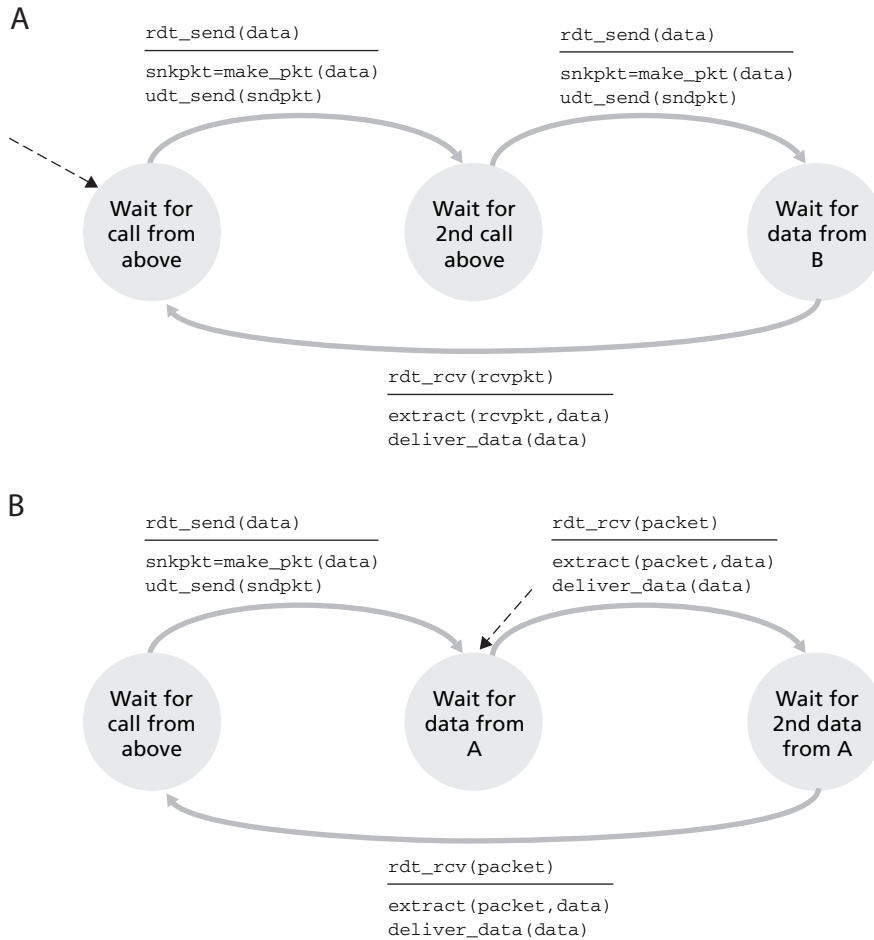 A
rdt_send(data)
snkpkt=make_pkt(data)
udt_send(sndpkt)
rdt_send(data)
snkpkt=make_pkt(data)
udt_send(sndpkt)
Wait for
call from
above
Wait for
2nd call
above
Wait for
data from
B
rdt_rcv(rcvpkt)
extract(rcvpkt,data)
deliver_data(data)
B
rdt_send(data)
snkpkt=make_pkt(data)
udt_send(sndpkt)
rdt_rcv(packet)
extract(packet,data)
deliver_data(data)
Wait for
call from
above
Wait for
data from
A
Wait for
2nd data
from A
rdt_rcv(packet)
extract(packet,data)
deliver_data(data)